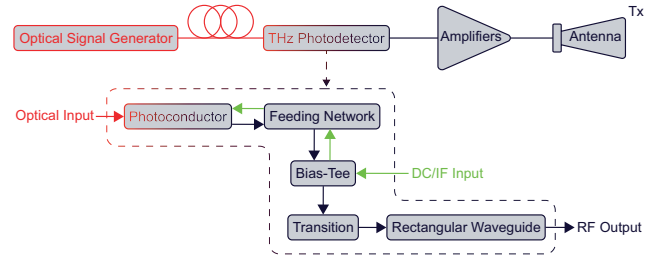 Tx
Optical Signal Generator
THz Photodetector
Amplifiers
Antenna
Optical Input
Photoconductor
Feeding Network
Bias-Tee
DC/IF Input
Transition
Rectangular Waveguide
RF Output